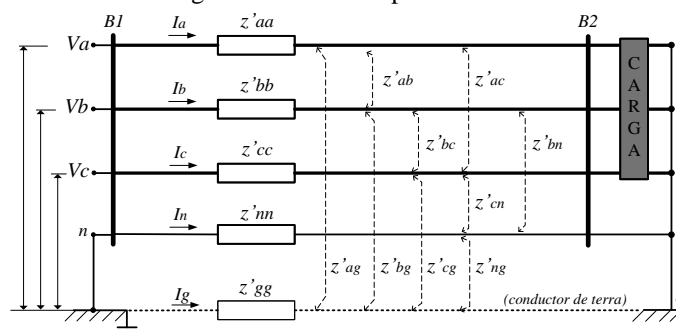 B1
B2
Ia
z'aa
Va
z'ab
z'ac
CARGA
Ib
z'bb
Vb
z'bc
z'bn
Ic
z'cc
Vc
z'cn
In
z'nn
n
z'ag
z'bg
z'cg
z'ng
Ig
z'gg
(conductor de terra)